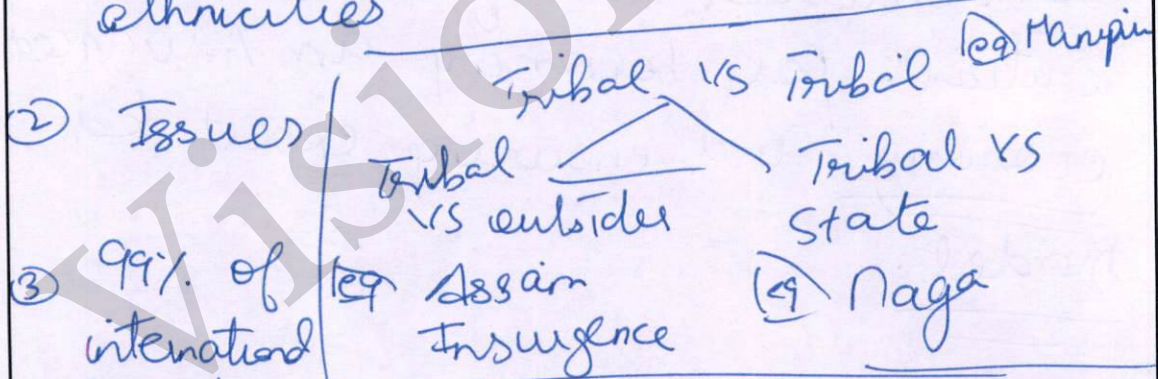 ethnicities
Tribal vs Tribal (eg) Manipur
② Issues
Tribal
vs outsider
Tribal vs
state
③ 99% of
international
(eg) Assam
Insurgence
(eg) Naga
Vision